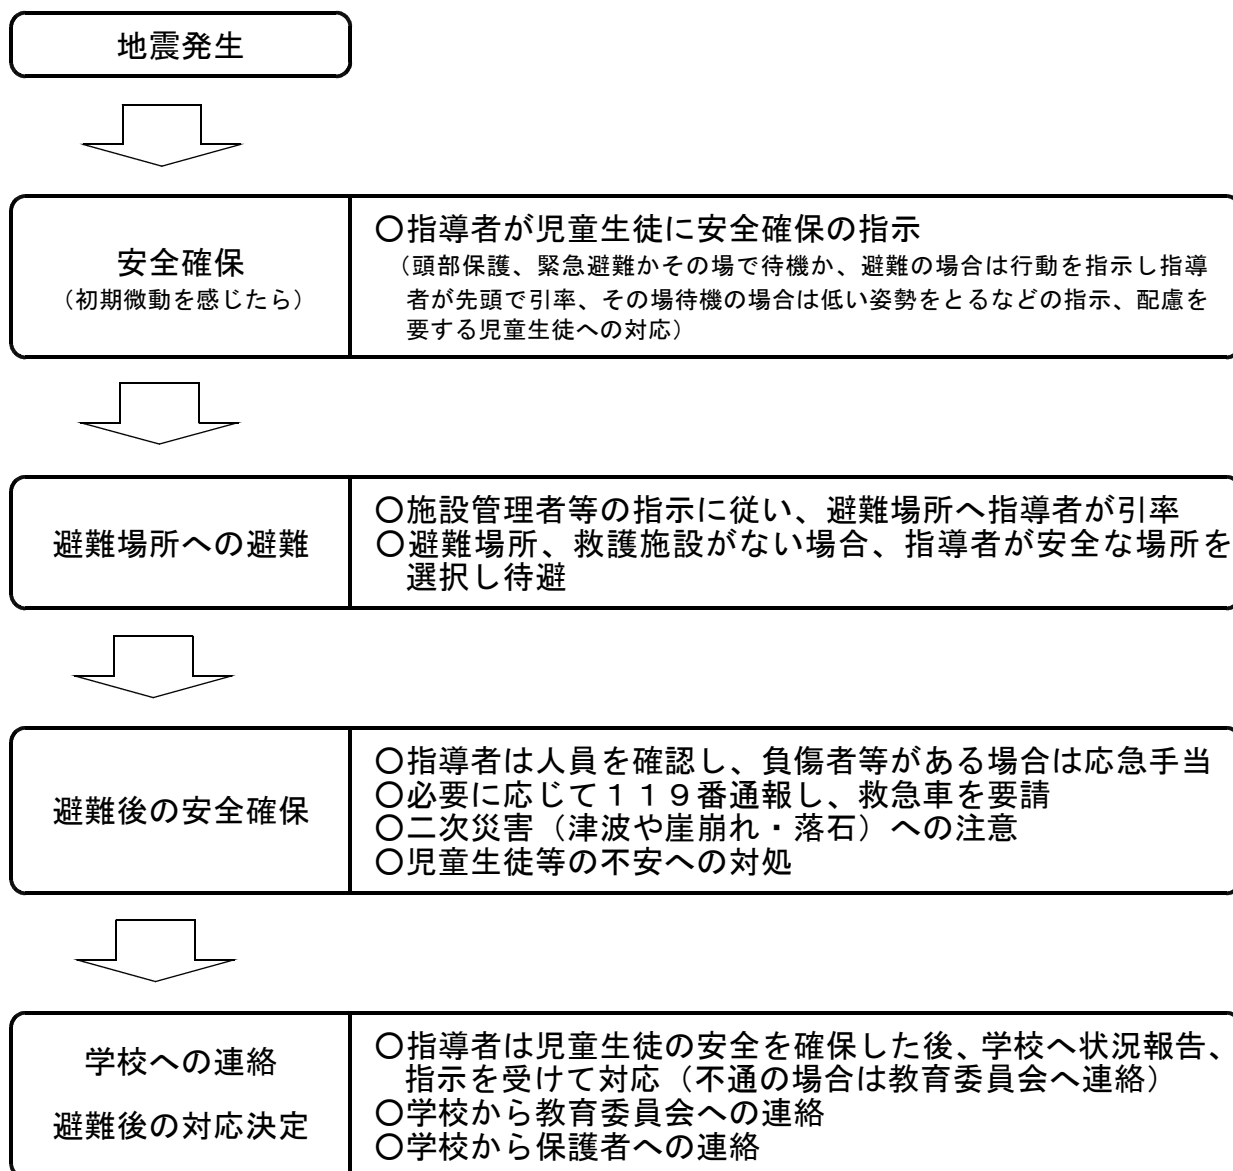 地震発生
安全確保
（初期微動を感じたら）
〇指導者が児童生徒に安全確保の指示
（頭部保護、緊急避難かその場で待機か、避難の場合は行動を指示し指導
者が先頭で引率、その場待機の場合は低い姿勢をとるなどの指示、配慮を
要する児童生徒への対応）
避難場所への避難
〇施設管理者等の指示に従い、避難場所へ指導者が引率
〇避難場所、救護施設がない場合、指導者が安全な場所を
選択し待避
避難後の安全確保
〇指導者は人員を確認し、負傷者等がある場合は応急手当
〇必要に応じて１１９番通報し、救急車を要請
〇二次災害（津波や崖崩れ・落石）への注意
〇児童生徒等の不安への対処
学校への連絡
避難後の対応決定
〇指導者は児童生徒の安全を確保した後、学校へ状況報告、
指示を受けて対応（不通の場合は教育委員会へ連絡）
〇学校から教育委員会への連絡
〇学校から保護者への連絡